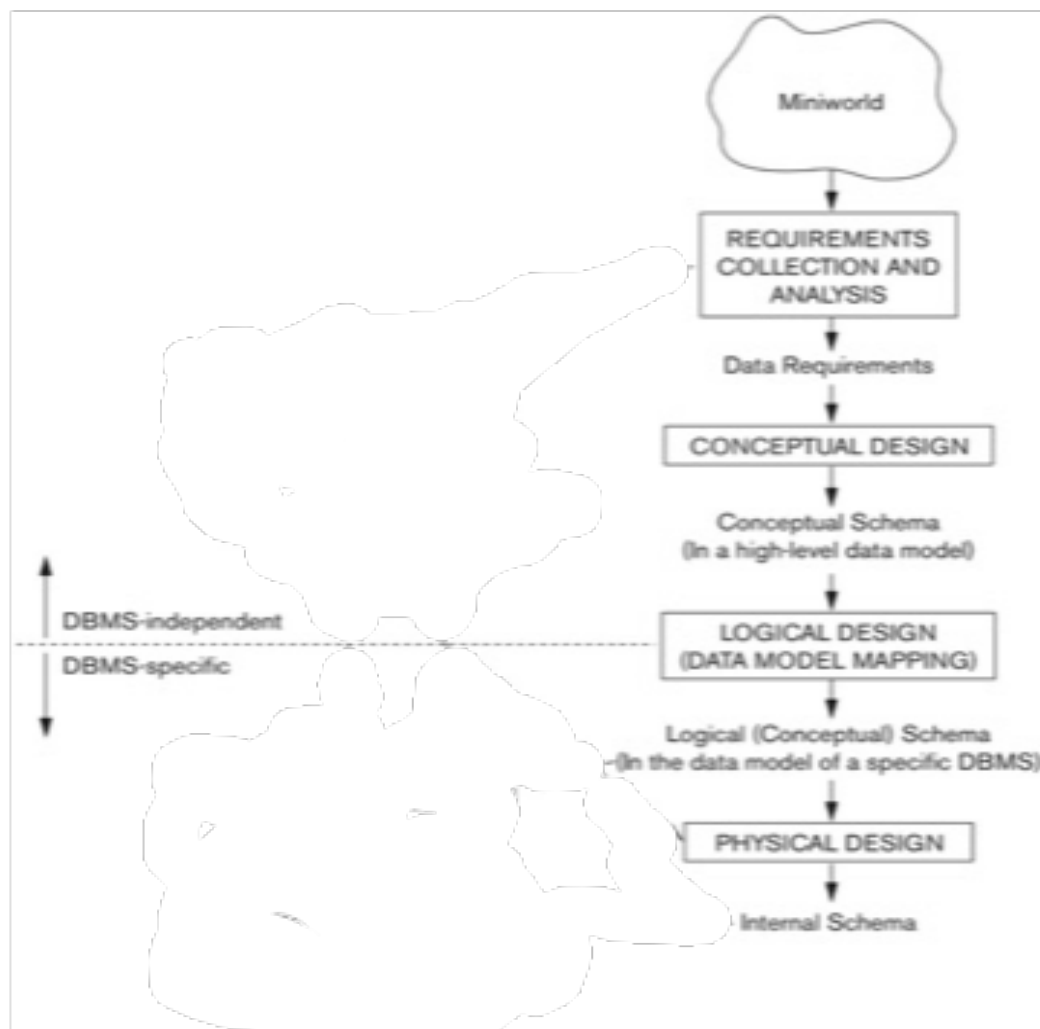 Miniworld
REQUIREMENTS
COLLECTION AND
ANALYSIS
Data Requirements
CONCEPTUAL DESIGN
Conceptual Schema
(In a high-level data model)
DBMS-independent
LOGICAL DESIGN
(DATA MODEL MAPPING)
DBMS-specific
Logical (Conceptual) Schema
(In the data model of a specific DBMS)
PHYSICAL DESIGN
Internal Schema